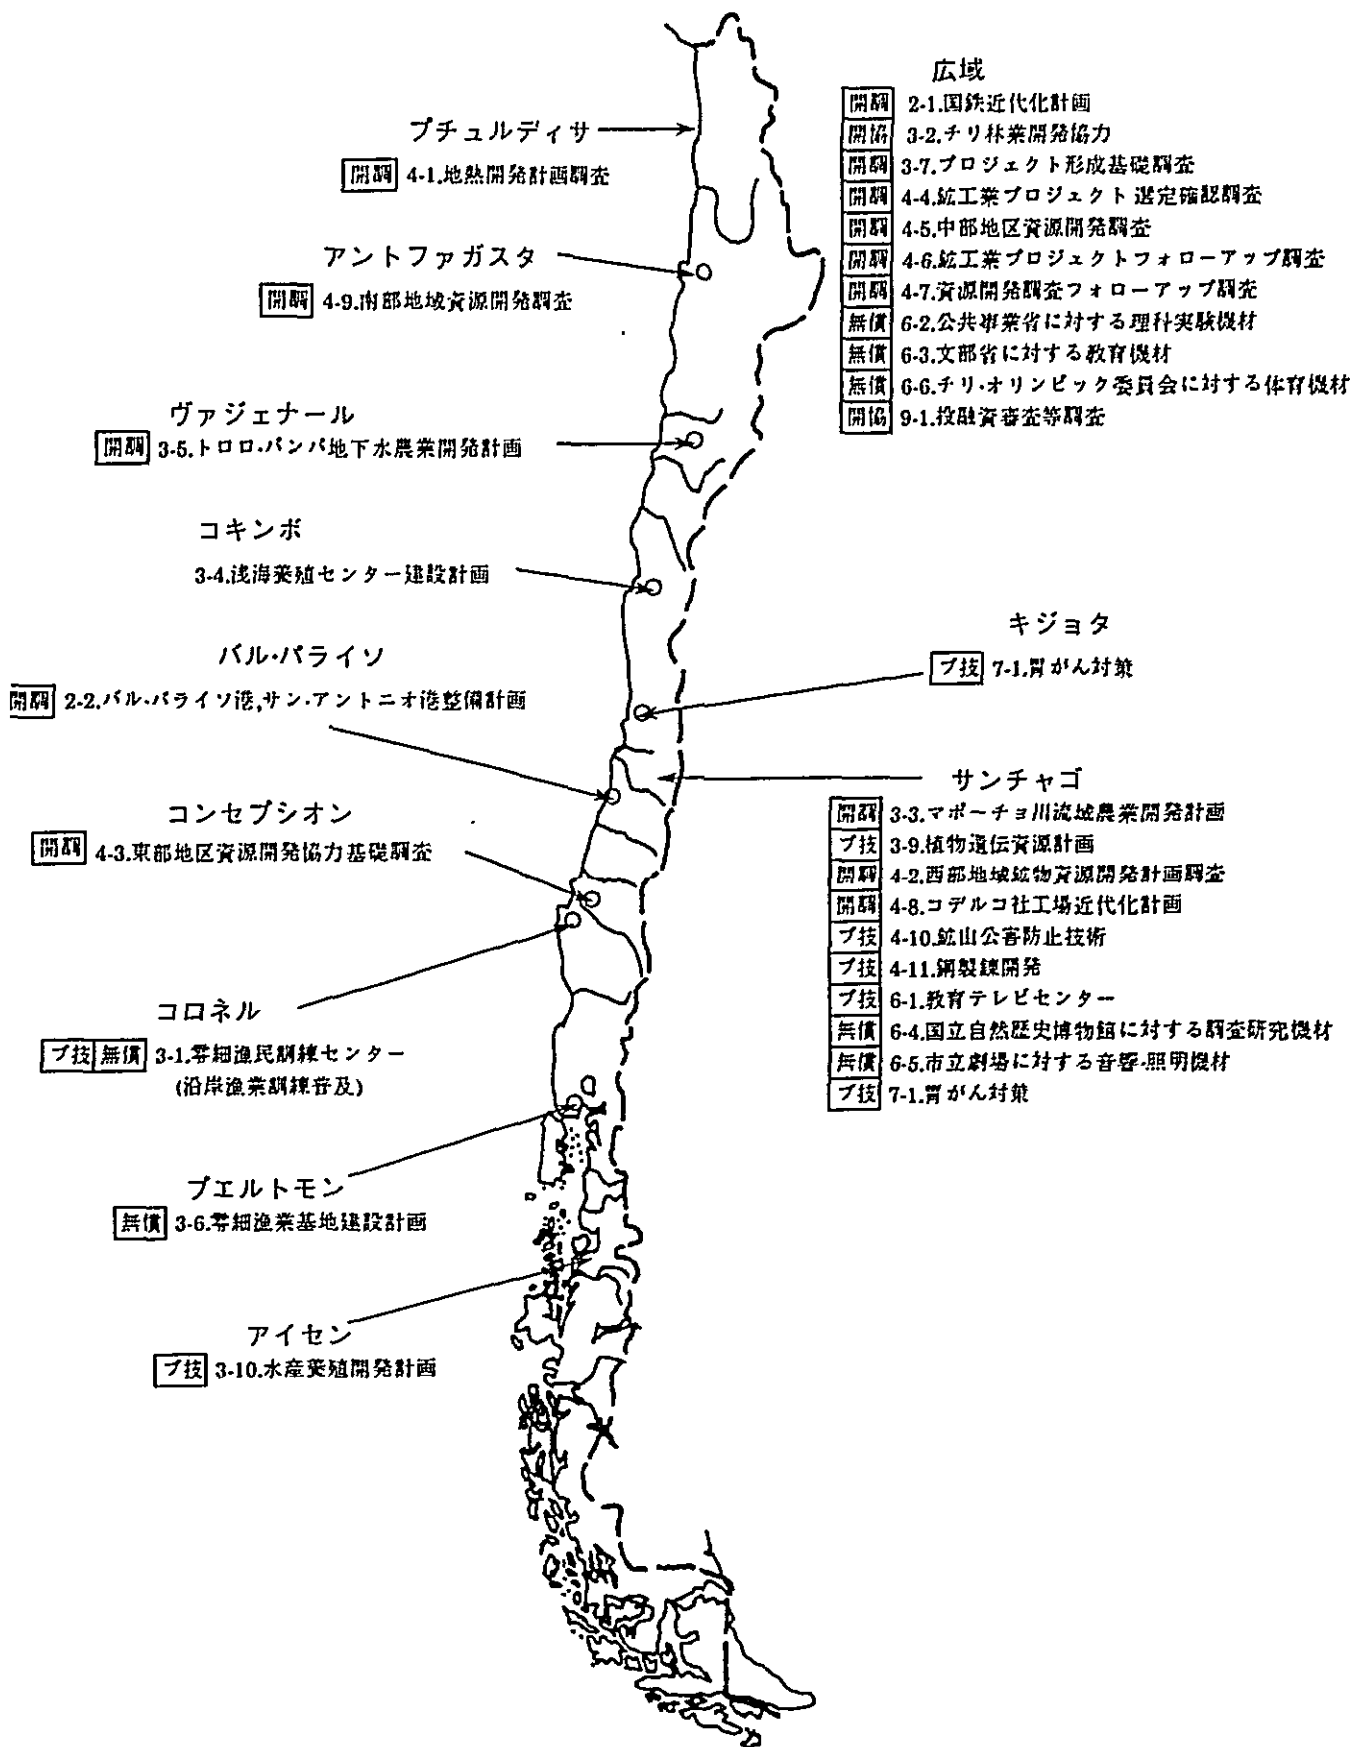 広域
開調 2-1.国鉄近代化計画
開協 3-2.チリ林業開発協力
開調 3-7.プロジェクト形成基礎調査
開調 4-4.鉱工業プロジェクト選定確認調査
開調 4-5.中部地区資源開発調査
開調 4-6.鉱工業プロジェクトフォローアップ調査
開調 4-7.資源開発調査フォローアップ調査
無償 6-2.公共事業省に対する理科実験機材
無償 6-3.文部省に対する教育機材
無償 6-6.チリ・オリンピック委員会に対する体育機材
開協 9-1.投融資審査等調査
プチュルディサ
開調 4-1.地熱開発計画調査
アントファガスタ
開調 4-9.南部地域資源開発調査
ヴァジェナール
開調 3-5.トロロ・パンパ地下水農業開発計画
コキンボ
3-4.浅海養殖センター建設計画
キジョタ
プ技 7-1.胃がん対策
バル・パライソ
開調 2-2.バル・パライソ港,サン・アントニオ港整備計画
サンチャゴ
開調 3-3.マポーチョ川流域農業開発計画
プ技 3-9.植物遺伝資源計画
開調 4-2.西部地域鉱物資源開発計画調査
開調 4-8.コデルコ社工場近代化計画
プ技 4-10.鉱山公害防止技術
プ技 4-11.銅製錬開発
プ技 6-1.教育テレビセンター
無償 6-4.国立自然歴史博物館に対する調査研究機材
無償 6-5.市立劇場に対する音響・照明機材
プ技 7-1.胃がん対策
コンセプシオン
開調 4-3.東部地区資源開発協力基礎調査
コロネル
プ技 無償 3-1.零細漁民訓練センター
(沿岸漁業訓練普及)
プエルトモン
無償 3-6.零細漁業基地建設計画
アイセン
プ技 3-10.水産養殖開発計画